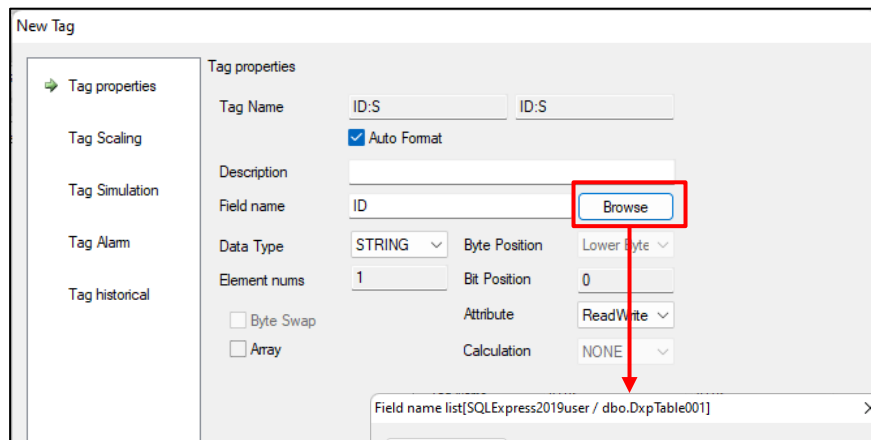 New Tag
Tag properties
Tag Scaling
Tag Simulation
Tag Alarm
Tag historical
Tag properties
Tag Name ID:S ID:S
Auto Format
Description
Field name ID Browse
Data Type STRING Byte Position Lower Byte
Element nums 1 Bit Position 0
Byte Swap Attribute ReadWrite
Array Calculation NONE
Field name list[SQLExpress2019user / dbo.DxpTable001]